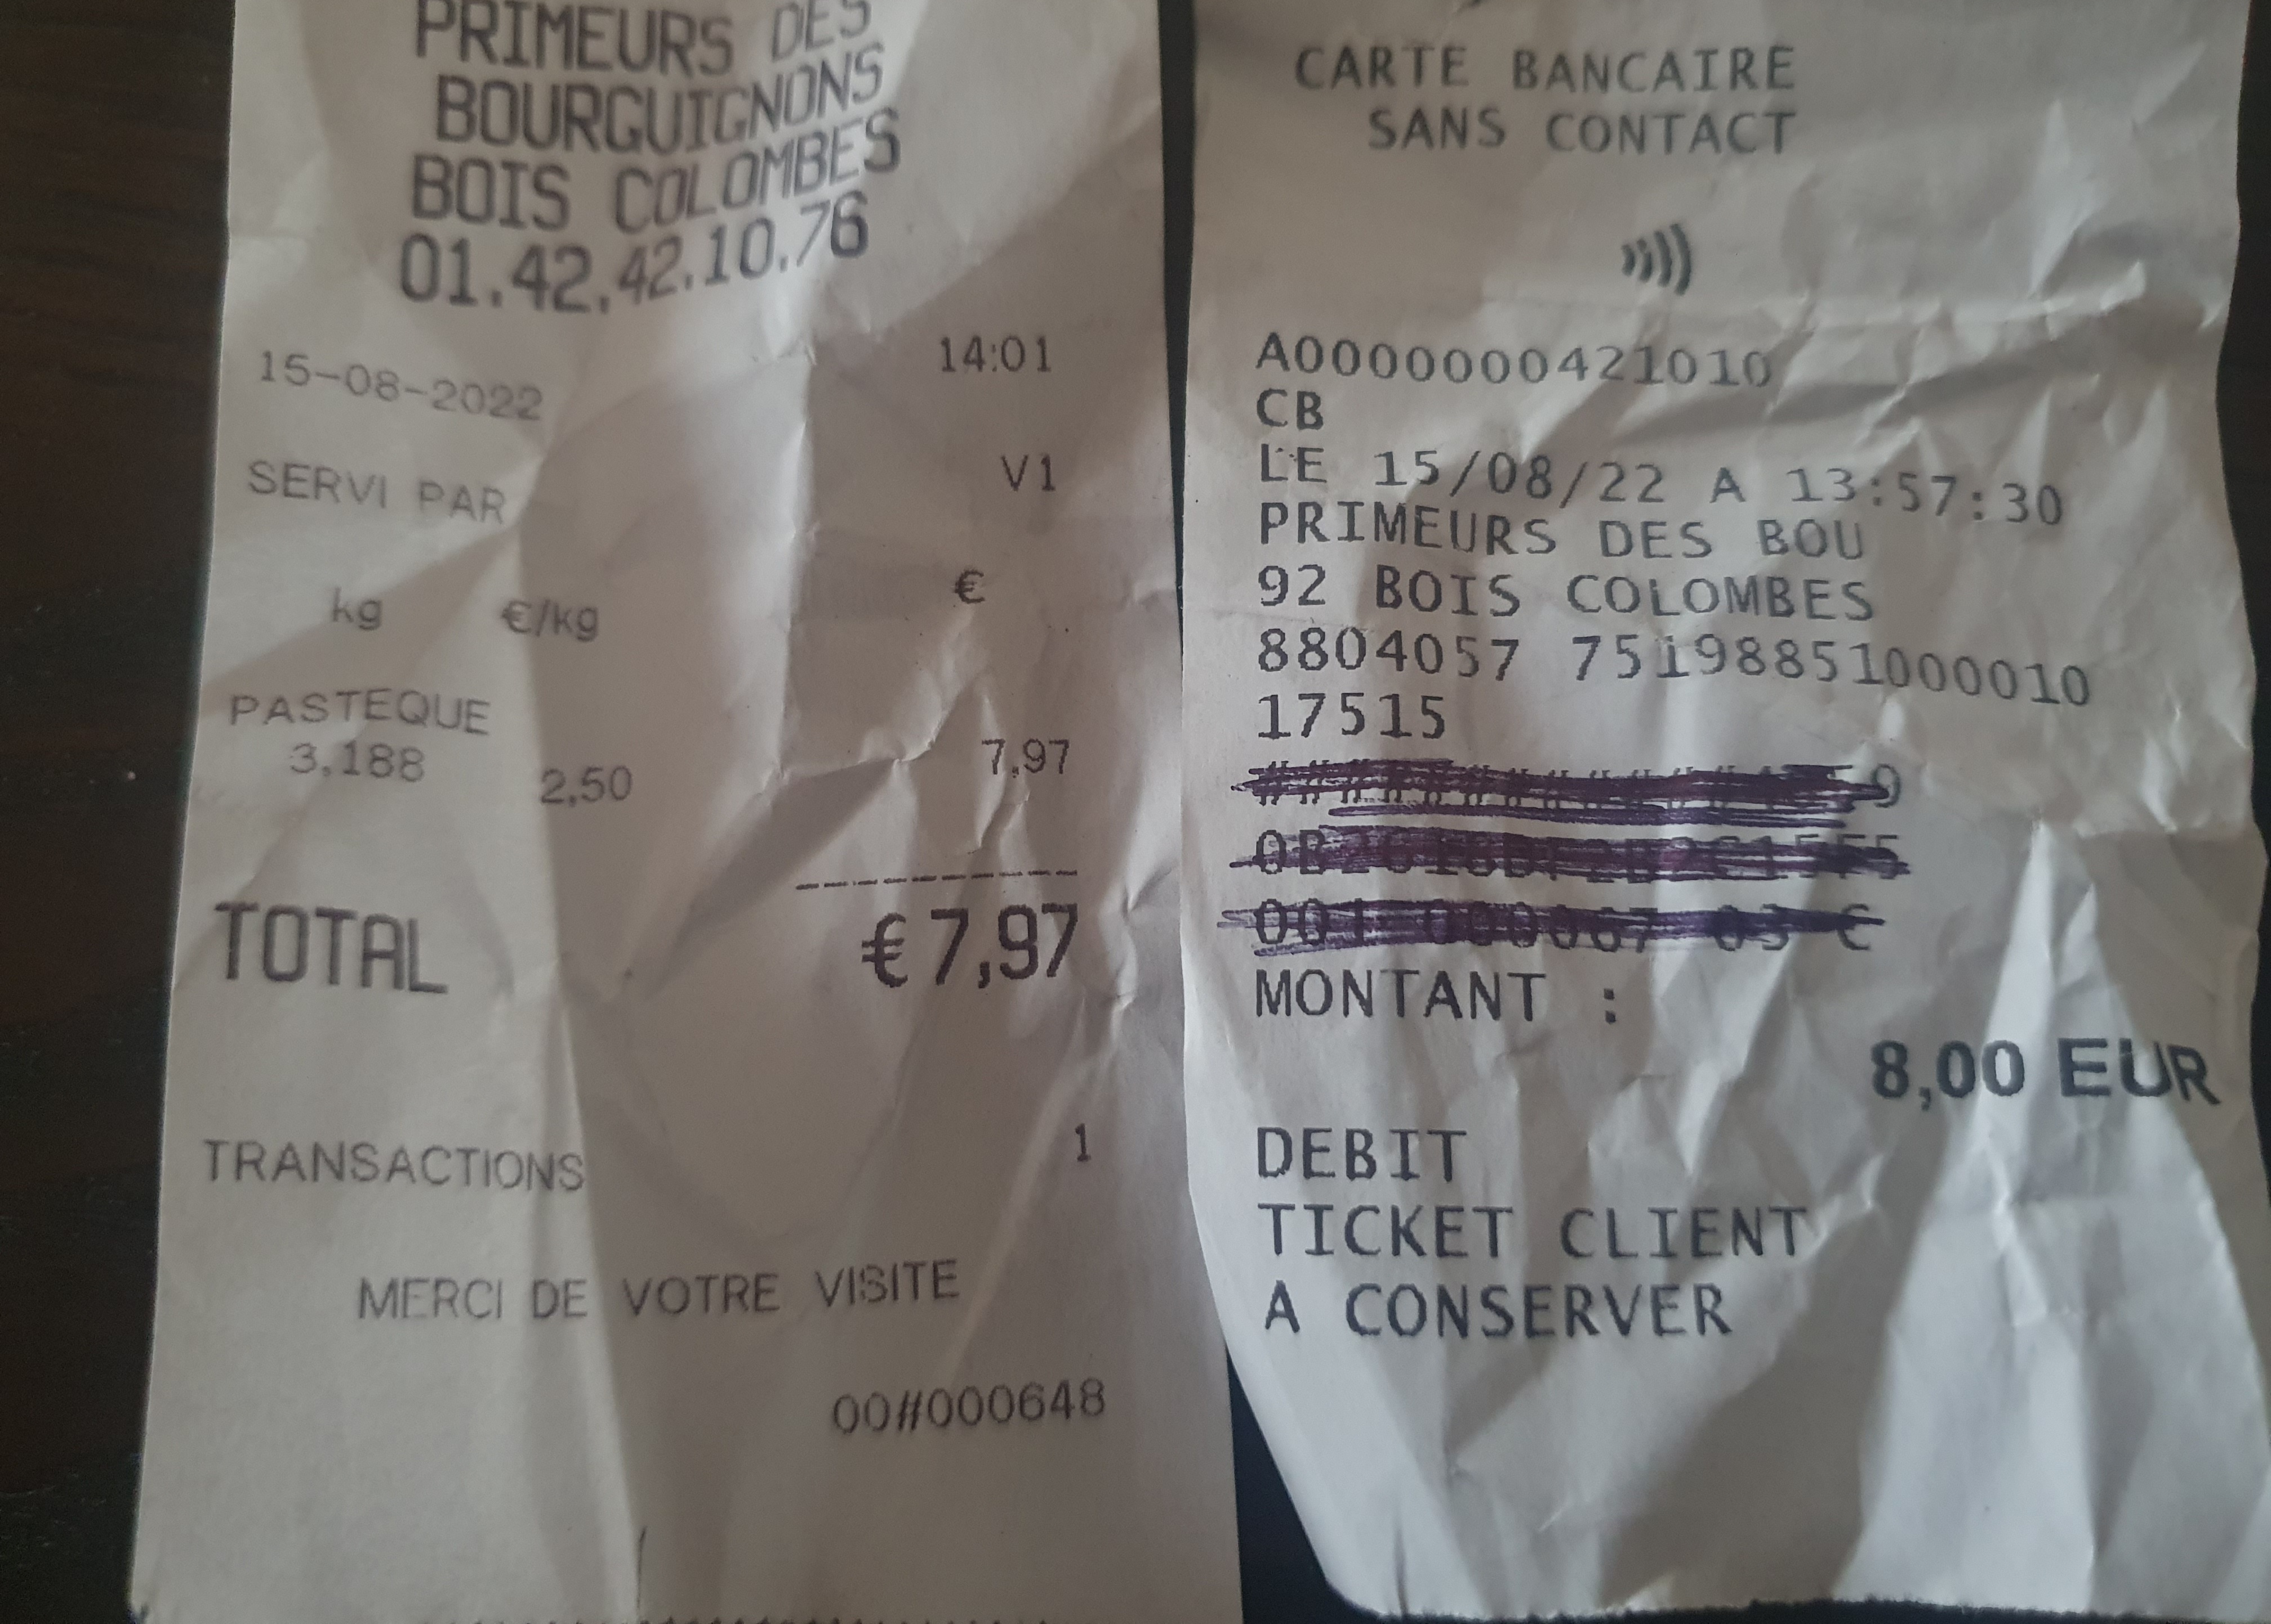 PRIMEURS DES
BOURGUIGNONS
BOIS COLOMBES
01.42.42.10.76
15-08-2022 14:01
SERVI PAR V1
kg €/kg €
PASTEQUE
3,188 2,50 7,97
TOTAL €7,97
TRANSACTIONS 1
MERCI DE VOTRE VISITE
00#000648
CARTE BANCAIRE
SANS CONTACT
A0000000421010
CB
LE 15/08/22 A 13:57:30
PRIMEURS DES BOU
92 BOIS COLOMBES
8804057 75198851000010
17515
MONTANT :
8,00 EUR
DEBIT
TICKET CLIENT
A CONSERVER